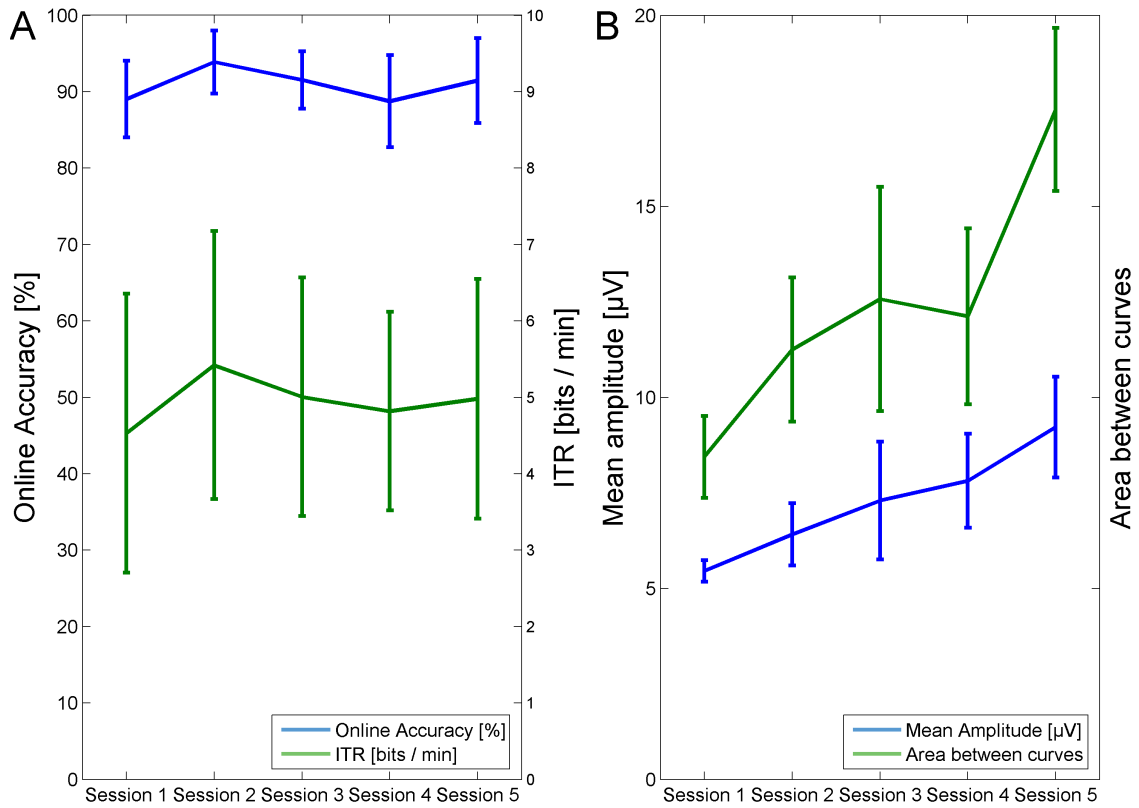 A
100
90
80
70
60
50
40
30
20
10
0
Online Accuracy [%]
10
9
8
7
6
5
4
3
2
1
0
ITR [bits / min]
Online Accuracy [%]
ITR [bits / min]
Session 1 Session 2 Session 3 Session 4 Session 5
B
20
15
10
5
0
Mean amplitude [µV]
Area between curves
Mean Amplitude [µV]
Area between curves
Session 1 Session 2 Session 3 Session 4 Session 5